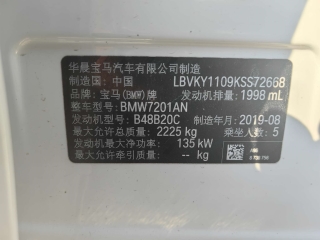 华晨宝马汽车有限公司制造
制造国 中国 LBVKY1109KSS72668
品牌 宝马(BMW)牌 发动机排量 1998 mL
整车型号 BMW7201AN
发动机型号 B48B20C 制造年月 2019-08
最大允许总质量 2225 kg 乘坐人数 5
发动机最大净功率 135 kW
最大允许牵引质量 -- kg